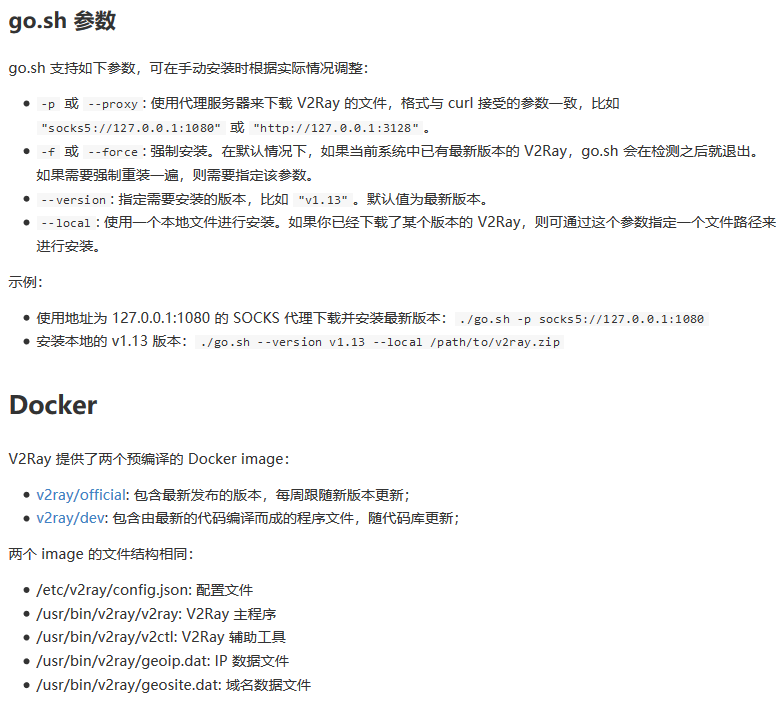 go.sh 参数
go.sh 支持如下参数，可在手动安装时根据实际情况调整：
-p 或 --proxy：使用代理服务器来下载 V2Ray 的文件，格式与 curl 接受的参数一致，比如
"socks5://127.0.0.1:1080" 或 "http://127.0.0.1:3128"。
-f 或 --force：强制安装。在默认情况下，如果当前系统中已有最新版本的 V2Ray，go.sh 会在检测之后就退出。
如果需要强制重装一遍，则需要指定该参数。
--version：指定需要安装的版本，比如 "v1.13"。默认值为最新版本。
--local：使用一个本地文件进行安装。如果你已经下载了某个版本的 V2Ray，则可通过这个参数指定一个文件路径来
进行安装。
示例：
使用地址为 127.0.0.1:1080 的 SOCKS 代理下载并安装最新版本：./go.sh -p socks5://127.0.0.1:1080
安装本地的 v1.13 版本：./go.sh --version v1.13 --local /path/to/v2ray.zip
Docker
V2Ray 提供了两个预编译的 Docker image：
v2ray/official: 包含最新发布的版本，每周跟随新版本更新；
v2ray/dev: 包含由最新的代码编译而成的程序文件，随代码库更新；
两个 image 的文件结构相同：
/etc/v2ray/config.json: 配置文件
/usr/bin/v2ray/v2ray: V2Ray 主程序
/usr/bin/v2ray/v2ctl: V2Ray 辅助工具
/usr/bin/v2ray/geoip.dat: IP 数据文件
/usr/bin/v2ray/geosite.dat: 域名数据文件